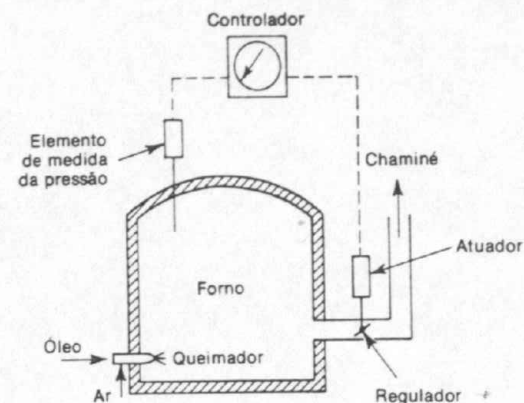 Controlador
Elemento
de medida
da pressão
Chaminé
Atuador
Forno
Óleo
Queimador
Ar
Regulador